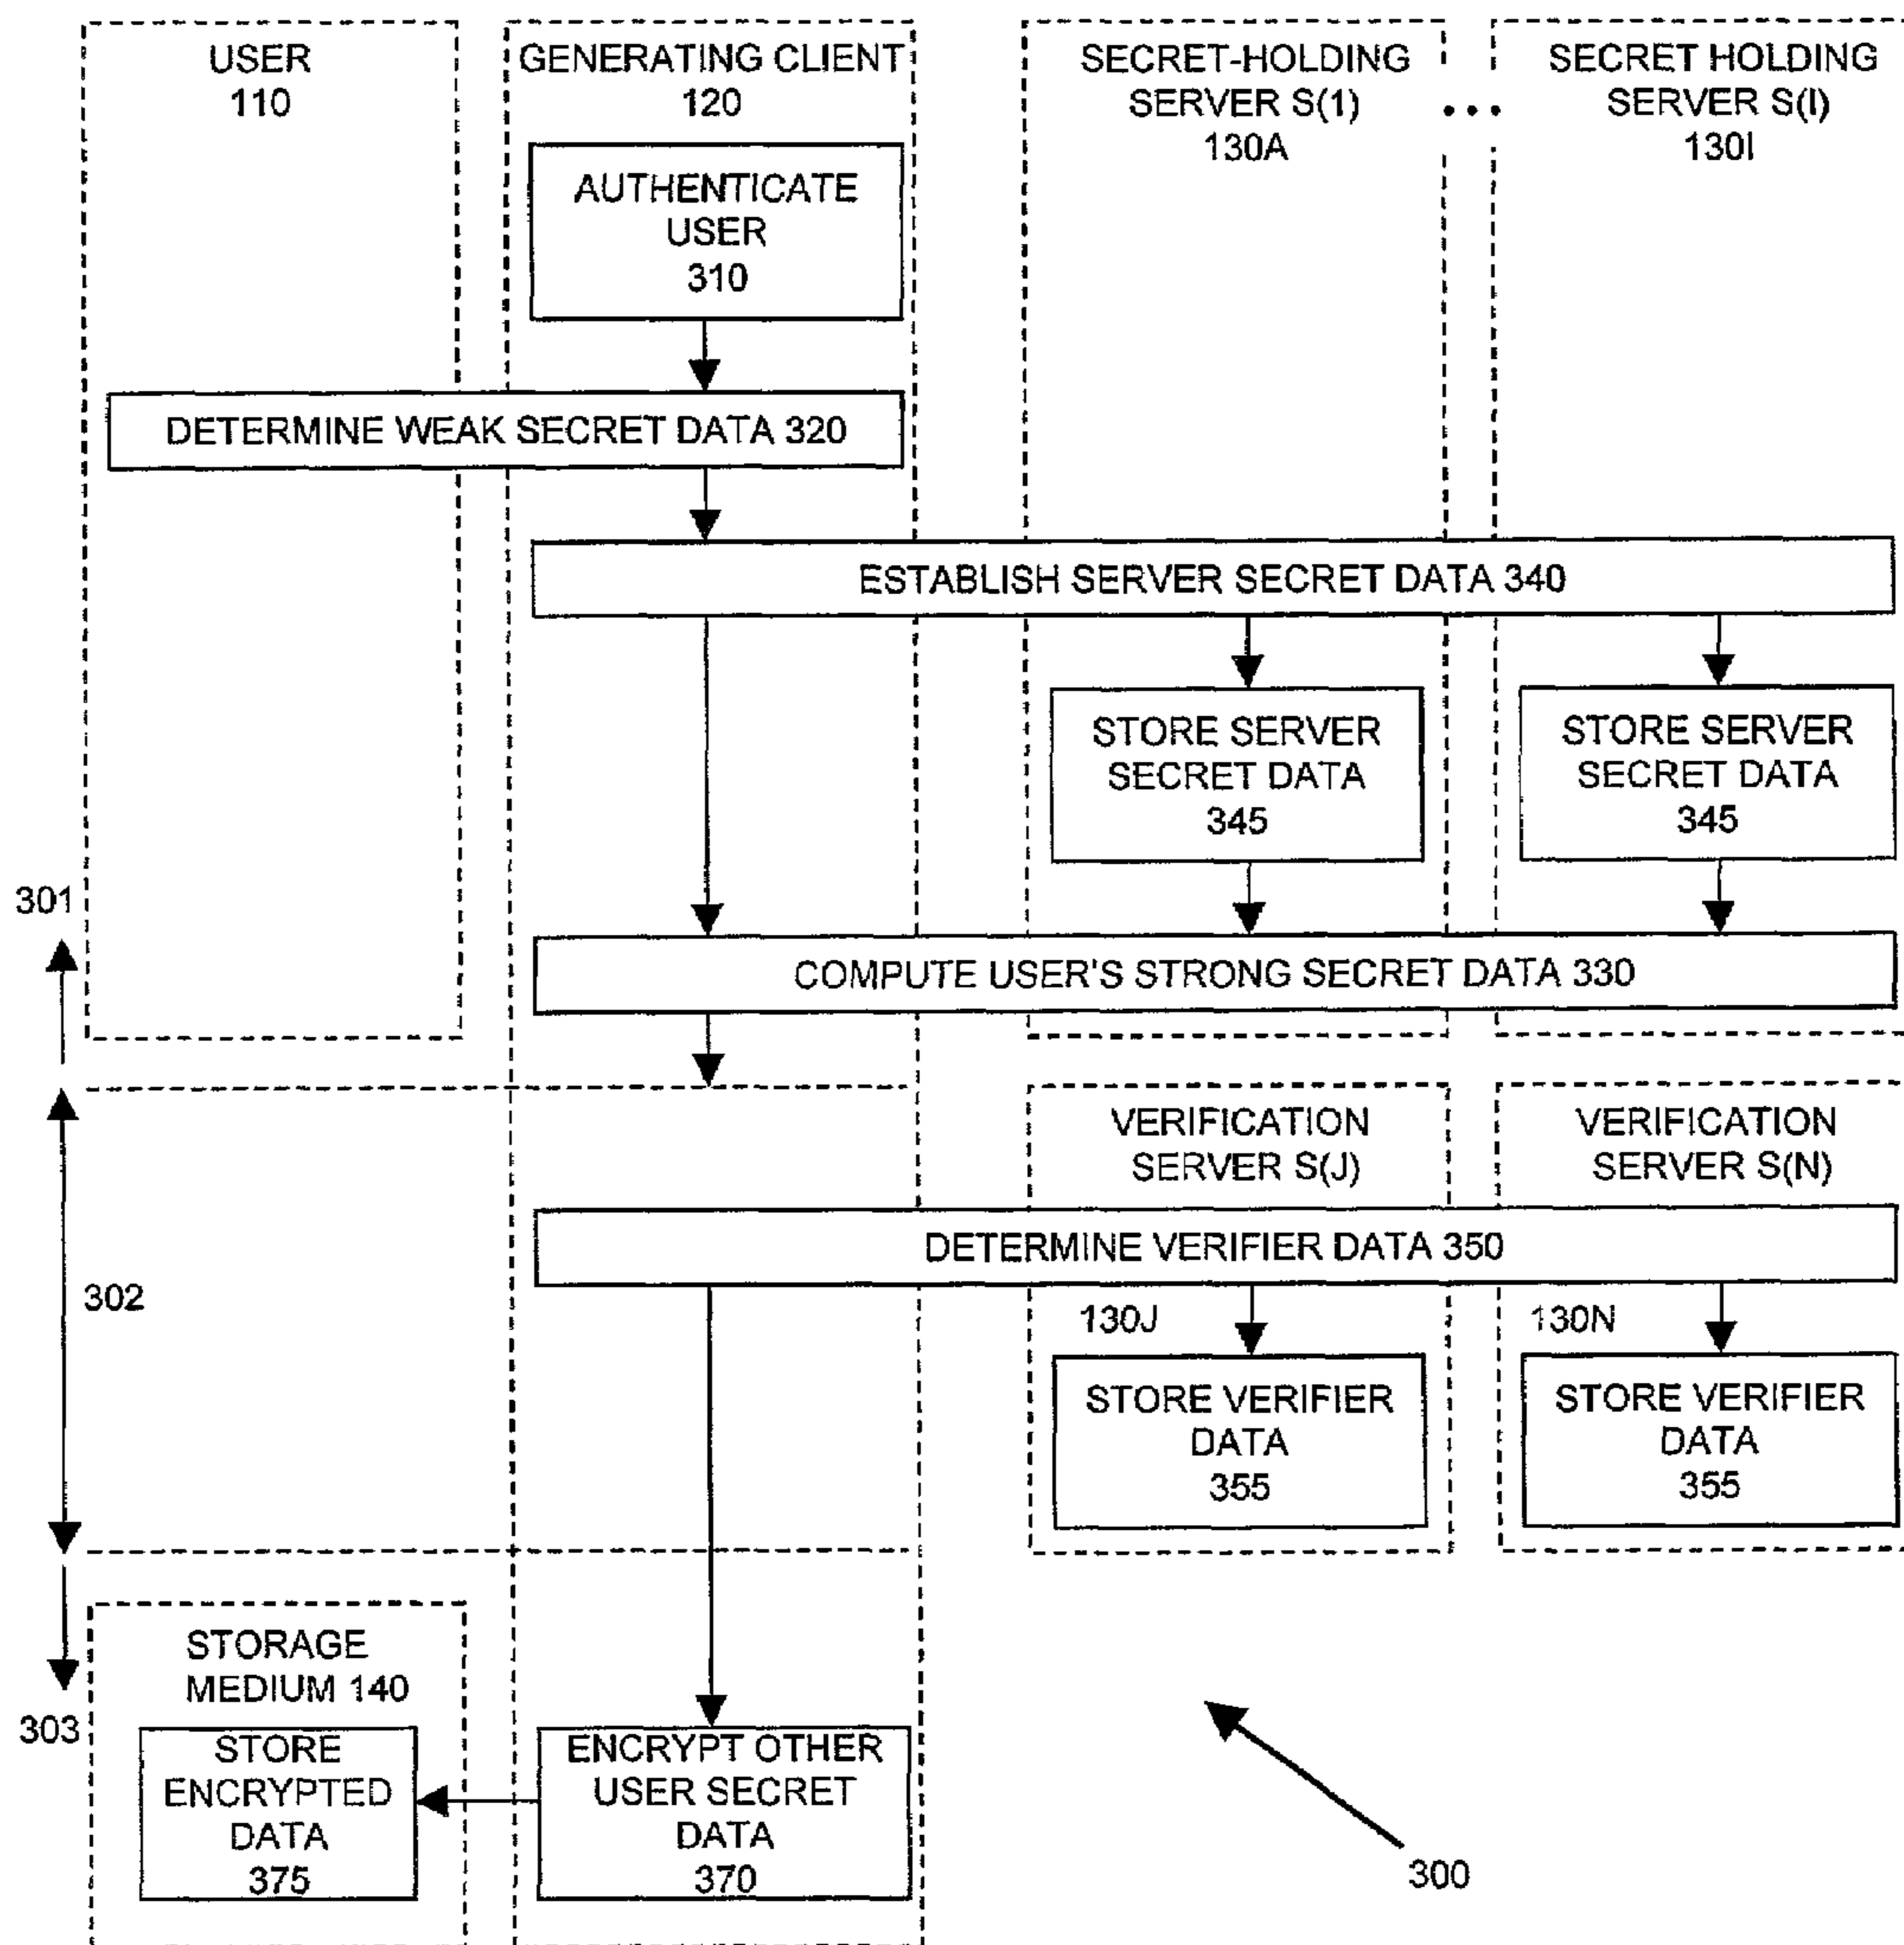 USER
110
GENERATING CLIENT
120
SECRET-HOLDING
SERVER S(1)
130A
...
SECRET HOLDING
SERVER S(I)
130I
AUTHENTICATE
USER
310
DETERMINE WEAK SECRET DATA 320
ESTABLISH SERVER SECRET DATA 340
STORE SERVER
SECRET DATA
345
STORE SERVER
SECRET DATA
345
301
COMPUTE USER'S STRONG SECRET DATA 330
VERIFICATION
SERVER S(J)
VERIFICATION
SERVER S(N)
DETERMINE VERIFIER DATA 350
302
130J
130N
STORE VERIFIER
DATA
355
STORE VERIFIER
DATA
355
STORAGE
MEDIUM 140
303
STORE
ENCRYPTED
DATA
375
ENCRYPT OTHER
USER SECRET
DATA
370
300